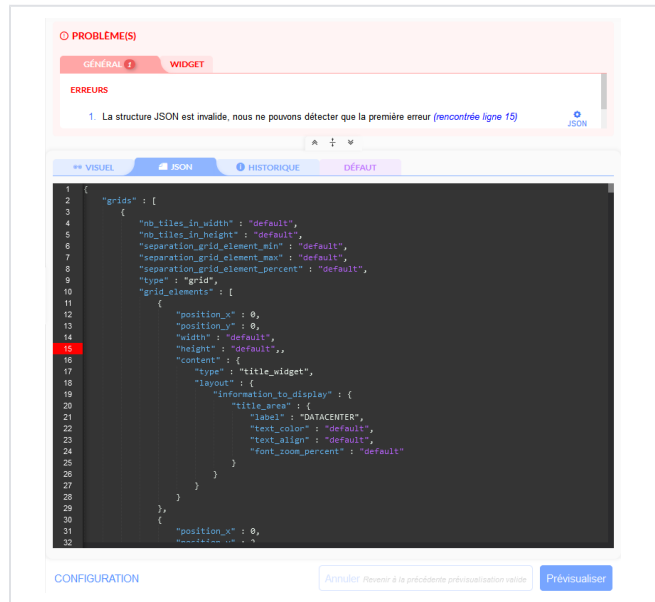 PROBLÈME(S)
GÉNÉRAL 1 WIDGET
ERREURS
1. La structure JSON est invalide, nous ne pouvons détecter que la première erreur (rencontrée ligne 15)
JSON
VISUEL JSON HISTORIQUE DÉFAUT
1 {
2 "grids" : [
3 {
4 "nb_tiles_in_width" : "default",
5 "nb_tiles_in_height" : "default",
6 "separation_grid_element_min" : "default",
7 "separation_grid_element_max" : "default",
8 "separation_grid_element_percent" : "default",
9 "type" : "grid",
10 "grid_elements" : [
11 {
12 "position_x" : 0,
13 "position_y" : 0,
14 "width" : "default",
15 "height" : "default",,
16 "content" : {
17 "type" : "title_widget",
18 "layout" : {
19 "information_to_display" : {
20 "title_area" : {
21 "label" : "DATACENTER",
22 "text_color" : "default",
23 "text_align" : "default",
24 "font_zoom_percent" : "default"
25 }
26 }
27 }
28 }
29 },
30 {
31 "position_x" : 0,
32
CONFIGURATION
Annuler Revenir à la précédente prévisualisation valide
Prévisualiser